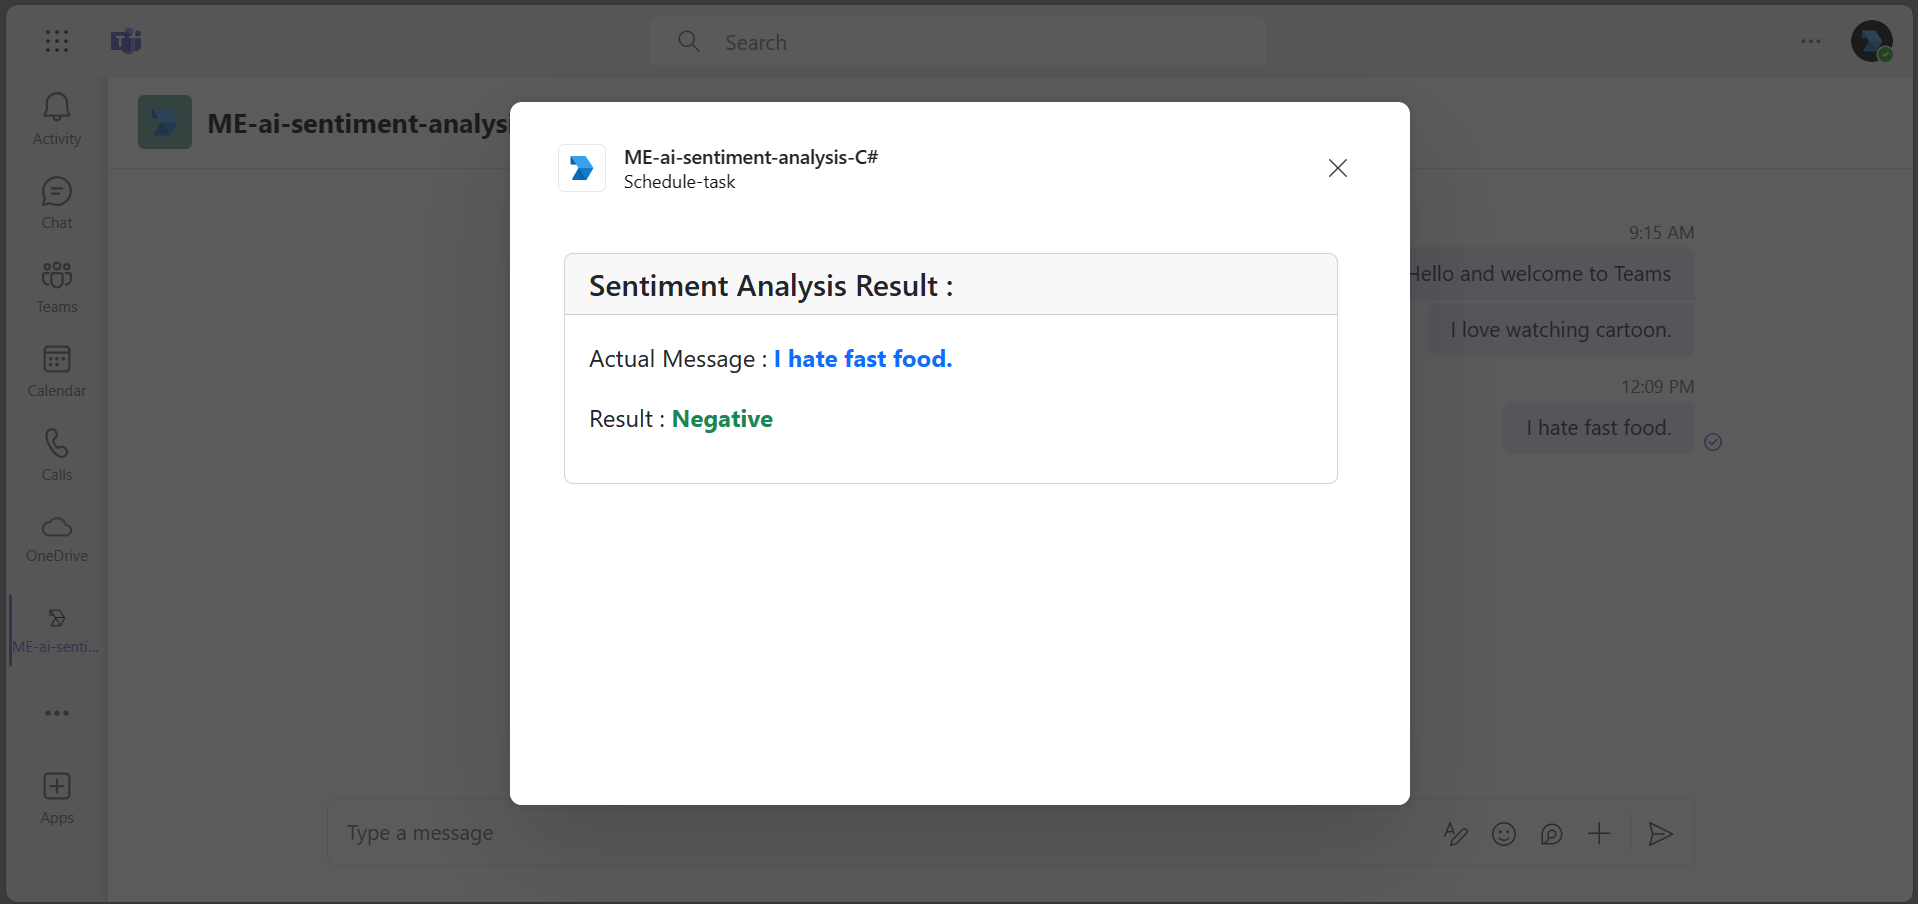 Search
Activity
Chat
Teams
Calendar
Calls
OneDrive
ME-ai-senti...
Apps
ME-ai-sentiment-analysi
ME-ai-sentiment-analysis-C#
Schedule-task
Sentiment Analysis Result :
Actual Message : I hate fast food.
Result : Negative
9:15 AM
Hello and welcome to Teams
I love watching cartoon.
12:09 PM
I hate fast food.
Type a message